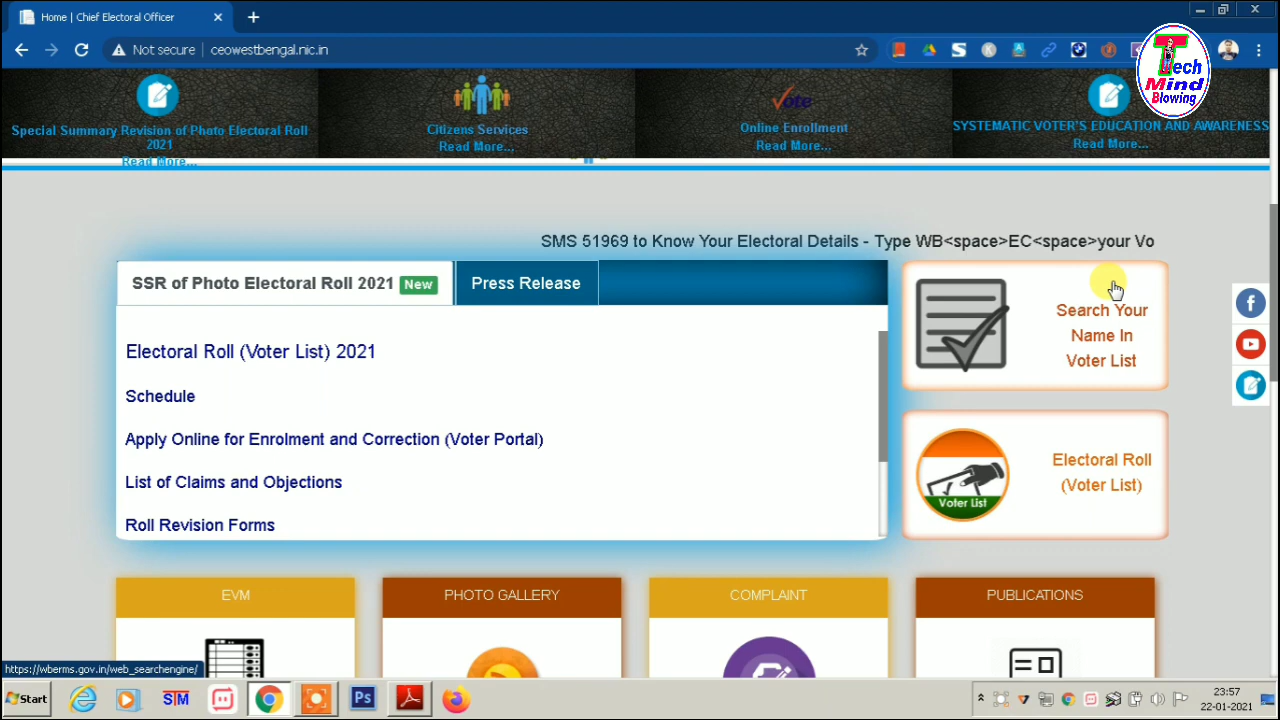 Home | Chief Electoral Officer
Not secure
ceowestbengal.nic.in
Tech
Mind
Blowing
Special Summary Revision of Photo Electoral Roll
2021
Read More...
Citizens Services
Read More...
Vote
Online Enrollment
Read More...
SYSTEMATIC VOTER'S EDUCATION AND AWARENESS
Read More...
SMS 51969 to Know Your Electoral Details - Type WB<space>EC<space>your Vo
SSR of Photo Electoral Roll 2021 New
Press Release
Electoral Roll (Voter List) 2021
Schedule
Apply Online for Enrolment and Correction (Voter Portal)
List of Claims and Objections
Roll Revision Forms
Search Your
Name In
Voter List
Voter List
Electoral Roll
(Voter List)
EVM
PHOTO GALLERY
COMPLAINT
PUBLICATIONS
https://wberms.gov.in/web_searchengine/
Start
SM
Ps
23:57
22-01-2021